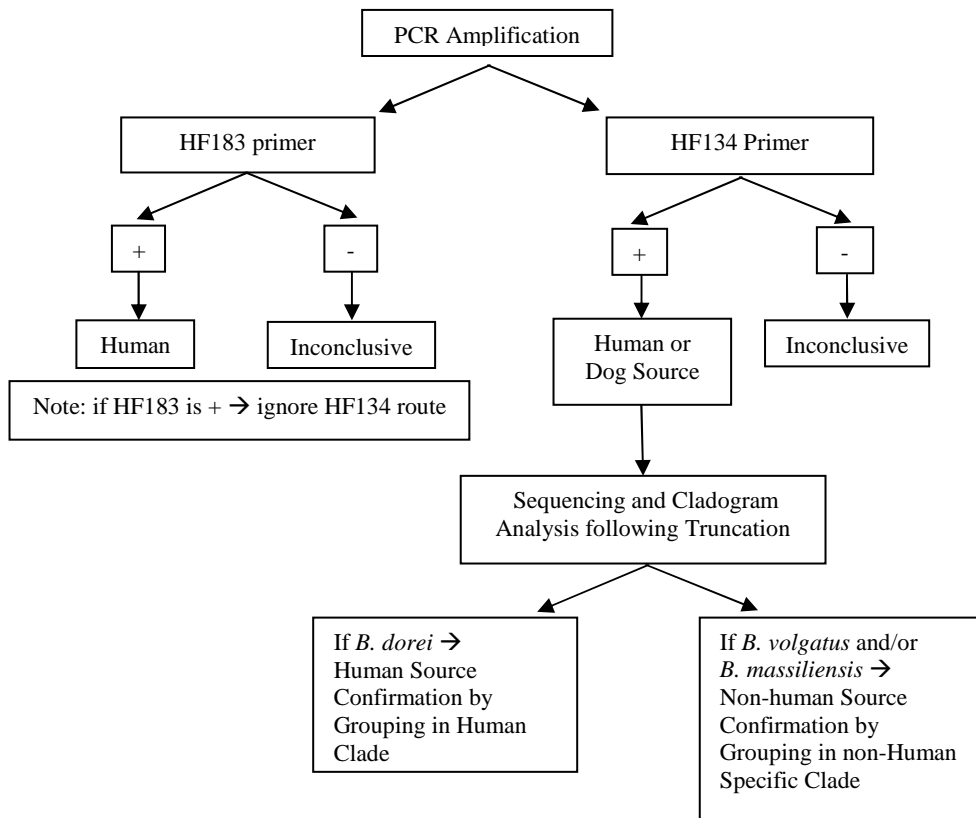 PCR Amplification
HF183 primer
HF134 Primer
+
-
+
-
Human
Inconclusive
Human or
Dog Source
Inconclusive
Note: if HF183 is + → ignore HF134 route
Sequencing and Cladogram
Analysis following Truncation
If B. dorei →
Human Source
Confirmation by
Grouping in Human
Clade
If B. volgatus and/or
B. massiliensis →
Non-human Source
Confirmation by
Grouping in non-Human
Specific Clade